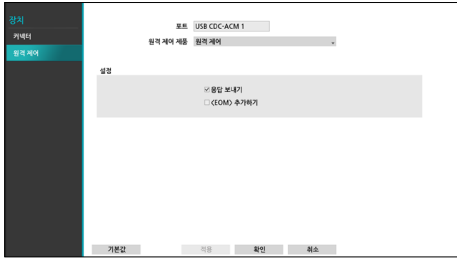 장치
커넥터
원격 제어
포트 USB CDC-ACM 1
원격 제어 제품 원격 제어
설정
응답 보내기
<EOM> 추가하기
기본값 적용 확인 취소